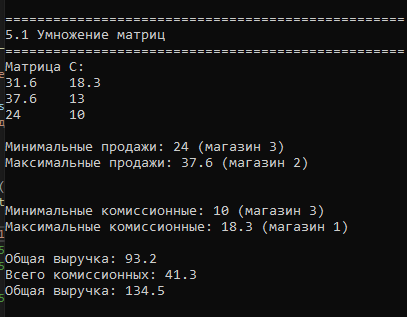 ==================================================
5.1 Умножение матриц
==================================================
Матрица C:
31.6 18.3
37.6 13
24 10
Минимальные продажи: 24 (магазин 3)
Максимальные продажи: 37.6 (магазин 2)
Минимальные комиссионные: 10 (магазин 3)
Максимальные комиссионные: 18.3 (магазин 1)
Общая выручка: 93.2
Всего комиссионных: 41.3
Общая выручка: 134.5